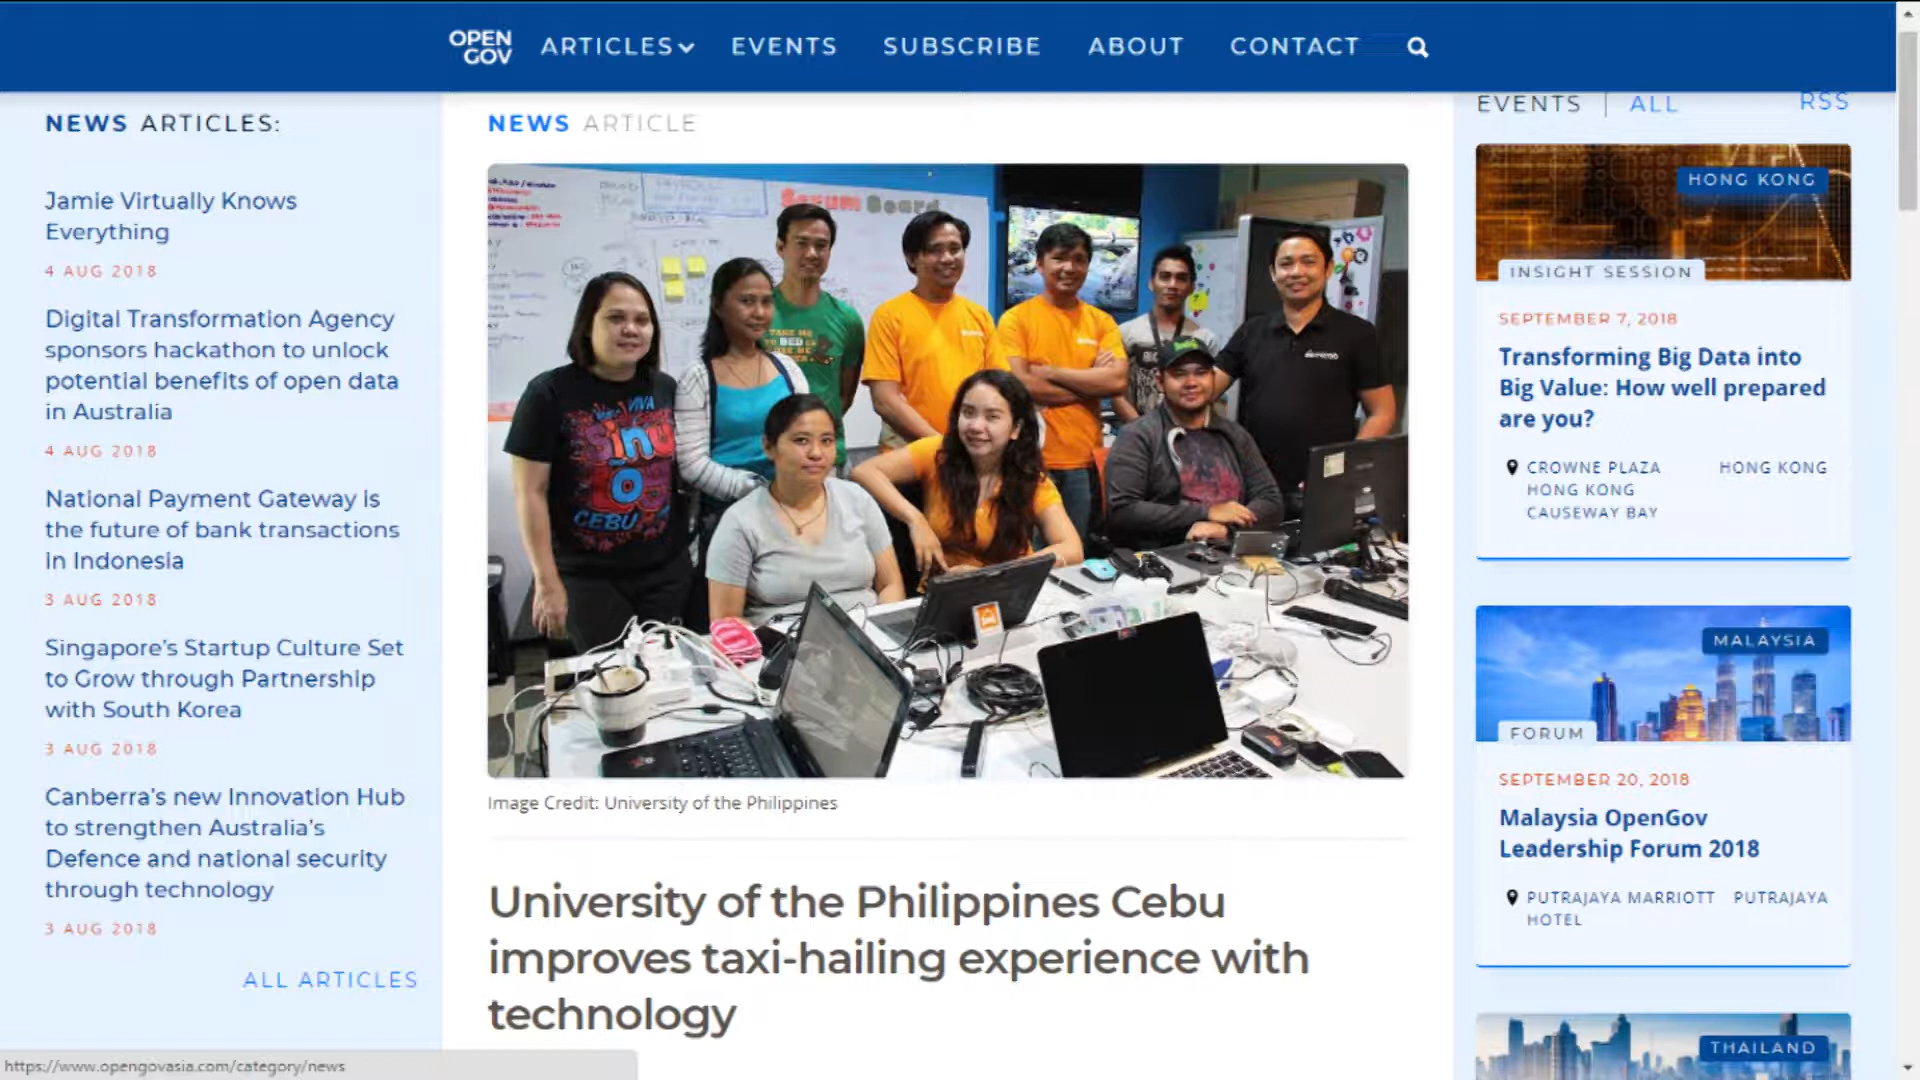 OPEN
GOV
ARTICLES
EVENTS
SUBSCRIBE
ABOUT
CONTACT
NEWS ARTICLES:
Jamie Virtually Knows
Everything
4 AUG 2018
Digital Transformation Agency
sponsors hackathon to unlock
potential benefits of open data
in Australia
4 AUG 2018
National Payment Gateway is
the future of bank transactions
in Indonesia
3 AUG 2018
Singapore's Startup Culture Set
to Grow through Partnership
with South Korea
3 AUG 2018
Canberra's new Innovation Hub
to strengthen Australia's
Defence and national security
through technology
3 AUG 2018
ALL ARTICLES
https://www.opengovasia.com/category/news
NEWS ARTICLE
Scrum Board
VIVA
CEBU
Image Credit: University of the Philippines
University of the Philippines Cebu
improves taxi-hailing experience with
technology
EVENTS | ALL
RSS
HONG KONG
INSIGHT SESSION
SEPTEMBER 7, 2018
Transforming Big Data into
Big Value: How well prepared
are you?
CROWNE PLAZA HONG KONG
HONG KONG
CAUSEWAY BAY
MALAYSIA
FORUM
SEPTEMBER 20, 2018
Malaysia OpenGov
Leadership Forum 2018
PUTRAJAYA MARRIOTT PUTRAJAYA
HOTEL
THAILAND